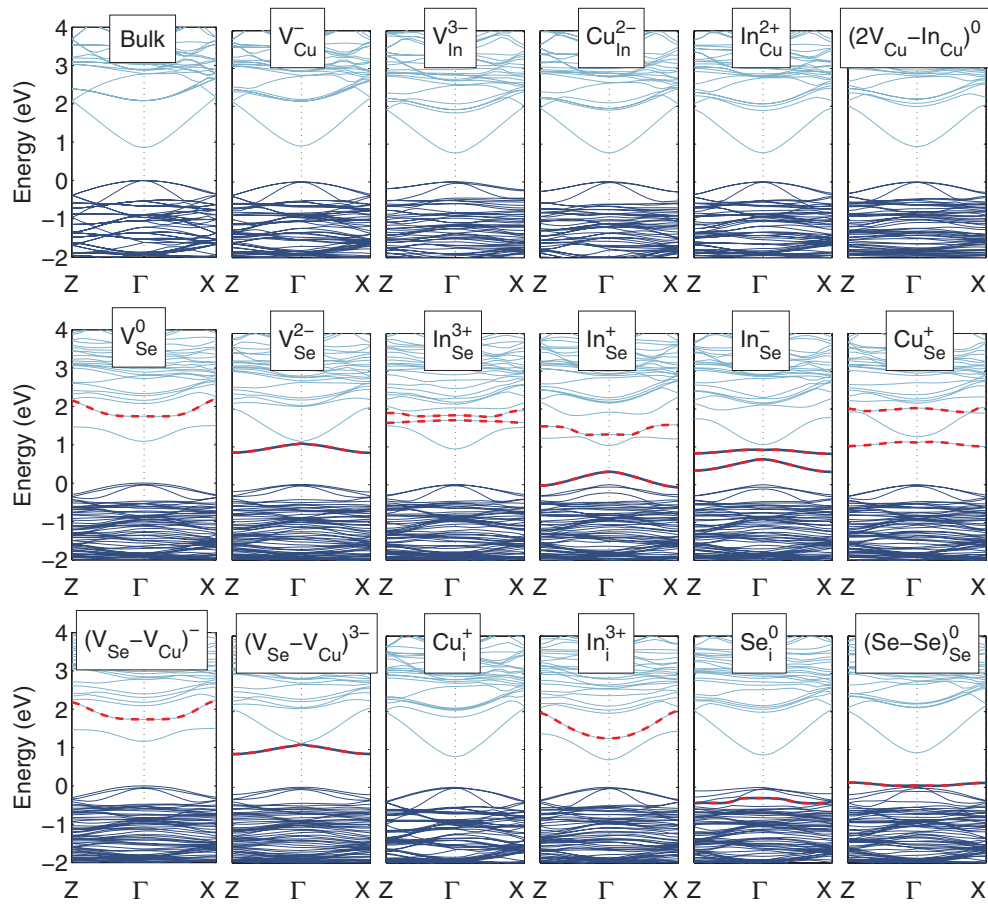 Bulk V⁻Cu V³⁻In Cu²⁻In In²⁺Cu (2VCu−InCu)⁰
Energy (eV)
4
3
2
1
0
−1
−2
Z Γ X Z Γ X Z Γ X Z Γ X Z Γ X Z Γ X
V⁰Se V²⁻Se In³⁺Se In⁺Se In⁻Se Cu⁺Se
Energy (eV)
4
3
2
1
0
−1
−2
Z Γ X Z Γ X Z Γ X Z Γ X Z Γ X Z Γ X
(VSe−VCu)⁻ (VSe−VCu)³⁻ Cu⁺i In³⁺i Se⁰i (Se−Se)⁰Se
Energy (eV)
4
3
2
1
0
−1
−2
Z Γ X Z Γ X Z Γ X Z Γ X Z Γ X Z Γ X